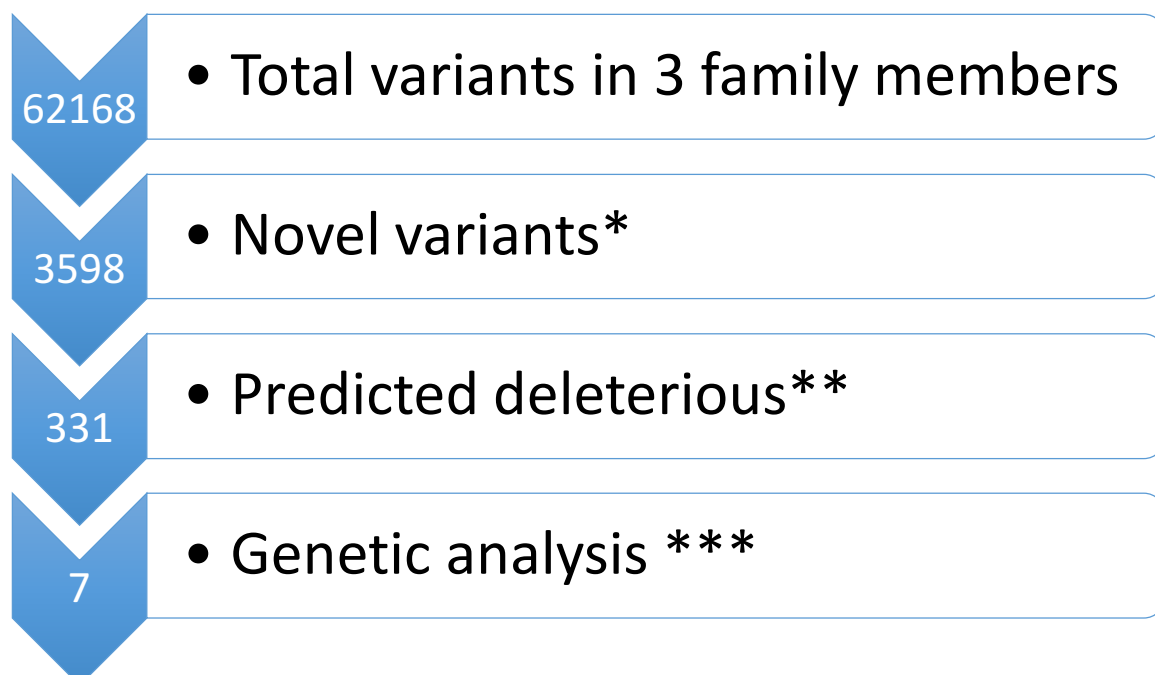 62168
• Total variants in 3 family members
3598
• Novel variants*
331
• Predicted deleterious**
7
• Genetic analysis ***